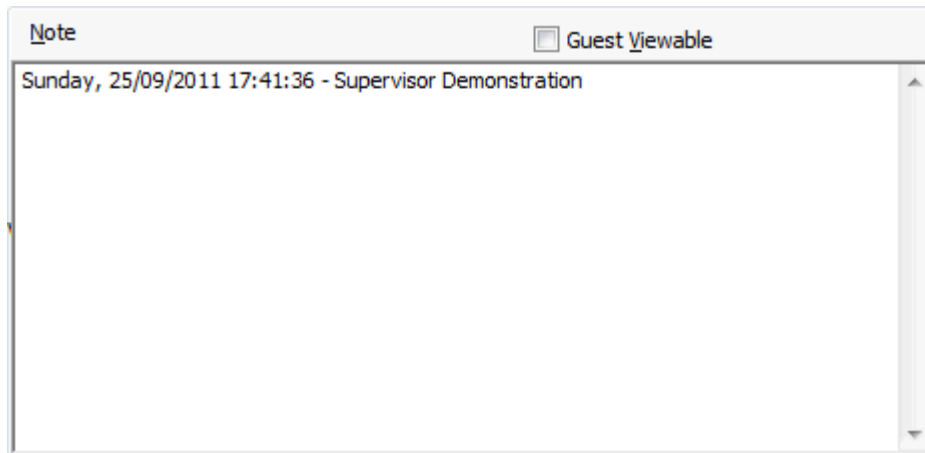 Note
Guest Viewable
Sunday, 25/09/2011 17:41:36 - Supervisor Demonstration